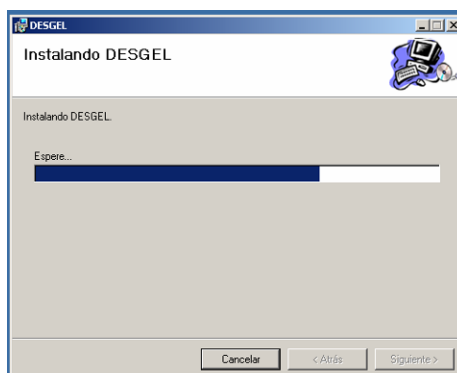 DESGEL
Instalando DESGEL
Instalando DESGEL.
Espere...
Cancelar
< Atrás
Siguiente >